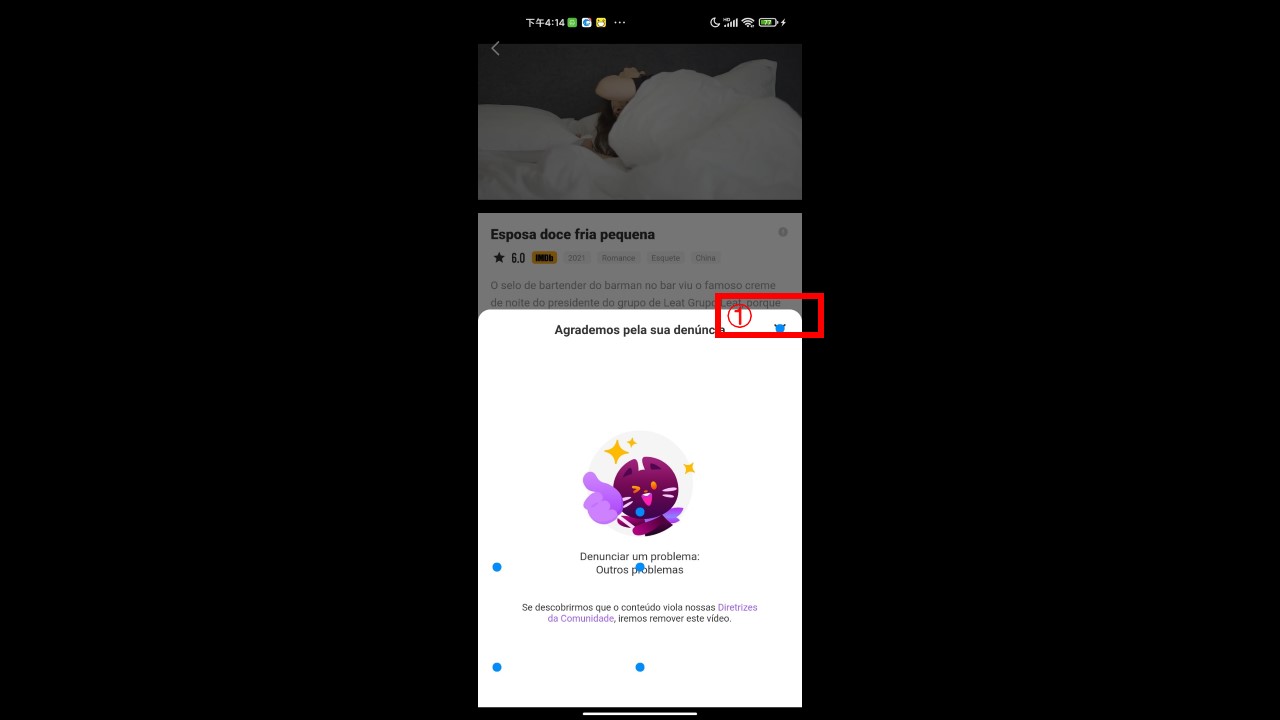 下午4:14
HD
77
Esposa doce fria pequena
6.0 IMDb 2021 Romance Esquete China
O selo de bartender do barman no bar viu o famoso creme
de noite do presidente do grupo de Leat Grupo Leat, porque
①
Agrademos pela sua denúncia
Denunciar um problema:
Outros problemas
Se descobrirmos que o conteúdo viola nossas Diretrizes
da Comunidade, iremos remover este vídeo.